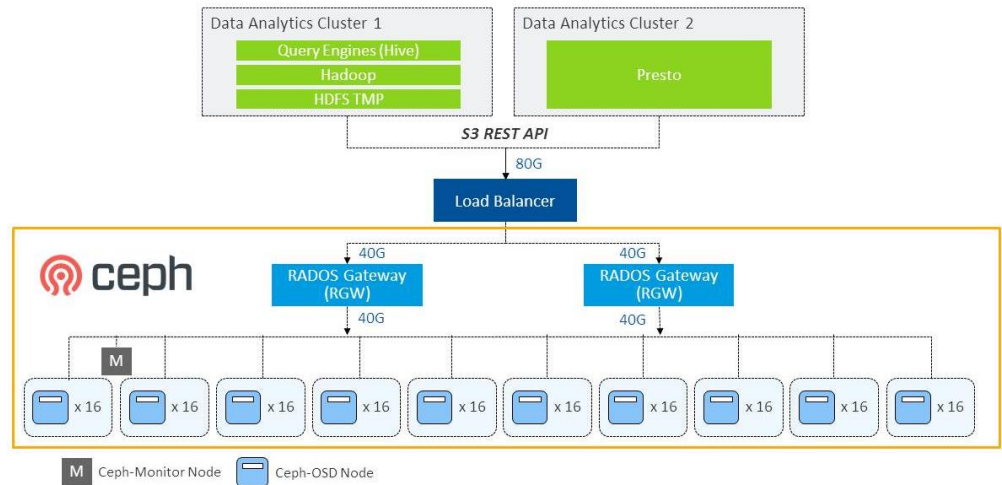 Data Analytics Cluster 1
Data Analytics Cluster 2
Query Engines (Hive)
Hadoop
HDFS TMP
Presto
S3 REST API
80G
Load Balancer
ceph
40G
40G
RADOS Gateway
(RGW)
RADOS Gateway
(RGW)
40G
40G
M
x 16
x 16
x 16
x 16
x 16
x 16
x 16
x 16
x 16
x 16
M Ceph-Monitor Node
Ceph-OSD Node